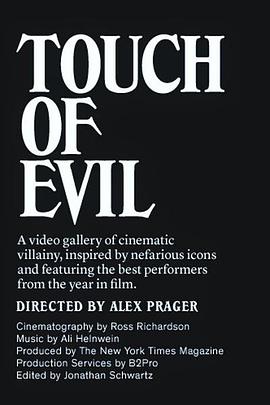 TOUCH
OF
EVIL
A video gallery of cinematic
villainy, inspired by nefarious icons
and featuring the best performers
from the year in film.
DIRECTED BY ALEX PRAGER
Cinematography by Ross Richardson
Music by Ali Helnwein
Produced by The New York Times Magazine
Production Services by B2Pro
Edited by Jonathan Schwartz